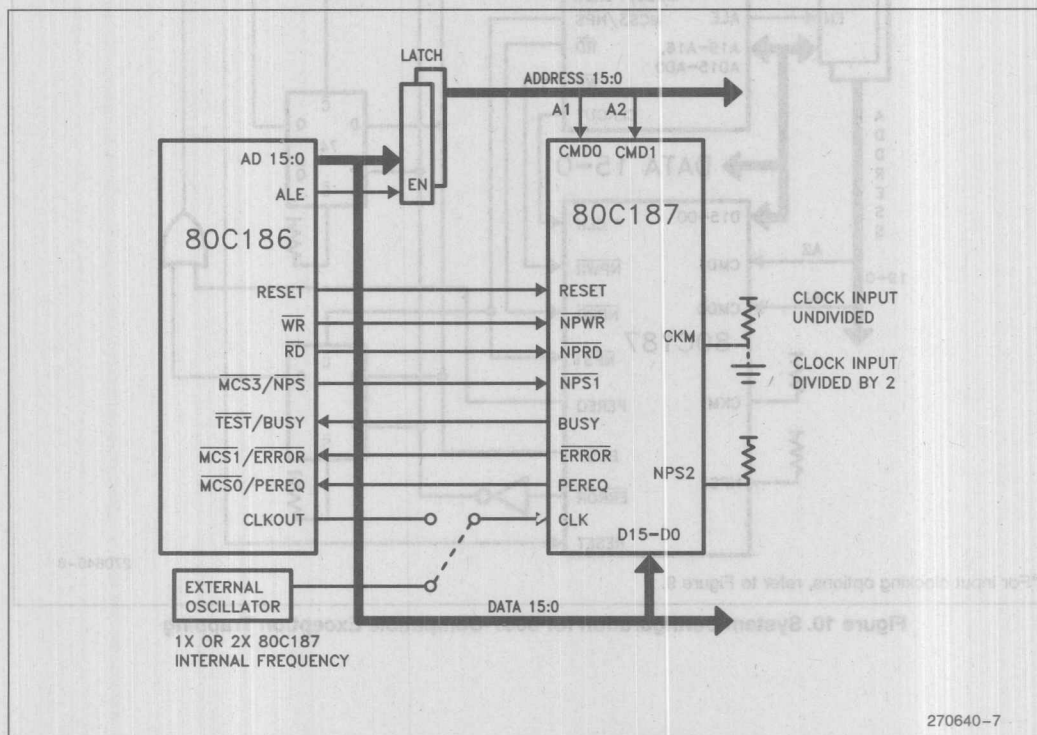 LATCH
ADDRESS 15:0
A1 A2
AD 15:0
CMD0 CMD1
ALE
EN
80C186
80C187
RESET RESET
WR NPWR
RD NPRD
MCS3/NPS NPS1
TEST/BUSY BUSY
MCS1/ERROR ERROR
MCS0/PEREQ PEREQ
CLKOUT CLK
CKM
CLOCK INPUT
UNDIVIDED
CLOCK INPUT
DIVIDED BY 2
NPS2
D15-D0
EXTERNAL
OSCILLATOR
DATA 15:0
1X OR 2X 80C187
INTERNAL FREQUENCY
270640-7